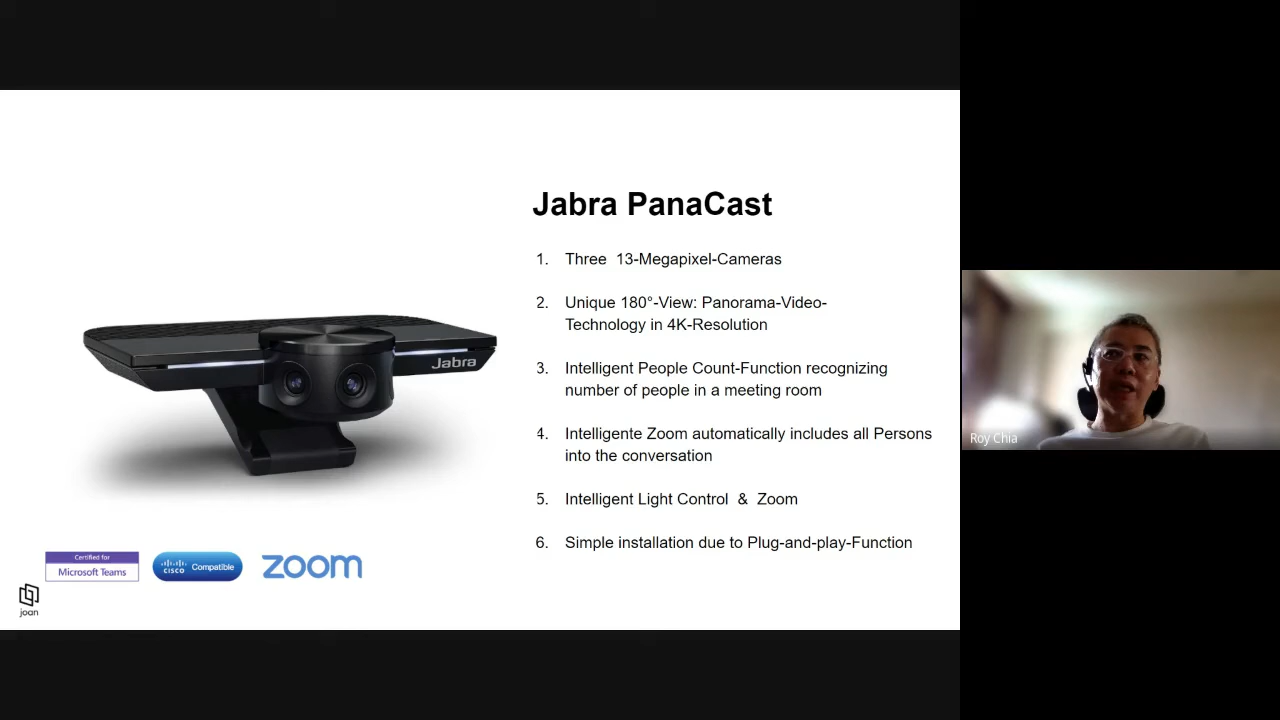 Jabra PanaCast
1. Three 13-Megapixel-Cameras
2. Unique 180°-View: Panorama-Video-
Technology in 4K-Resolution
3. Intelligent People Count-Function recognizing
number of people in a meeting room
4. Intelligente Zoom automatically includes all Persons
into the conversation
5. Intelligent Light Control & Zoom
6. Simple installation due to Plug-and-play-Function
Jabra
Certified for
Microsoft Teams
CISCO Compatible
zoom
joan
Roy Chia